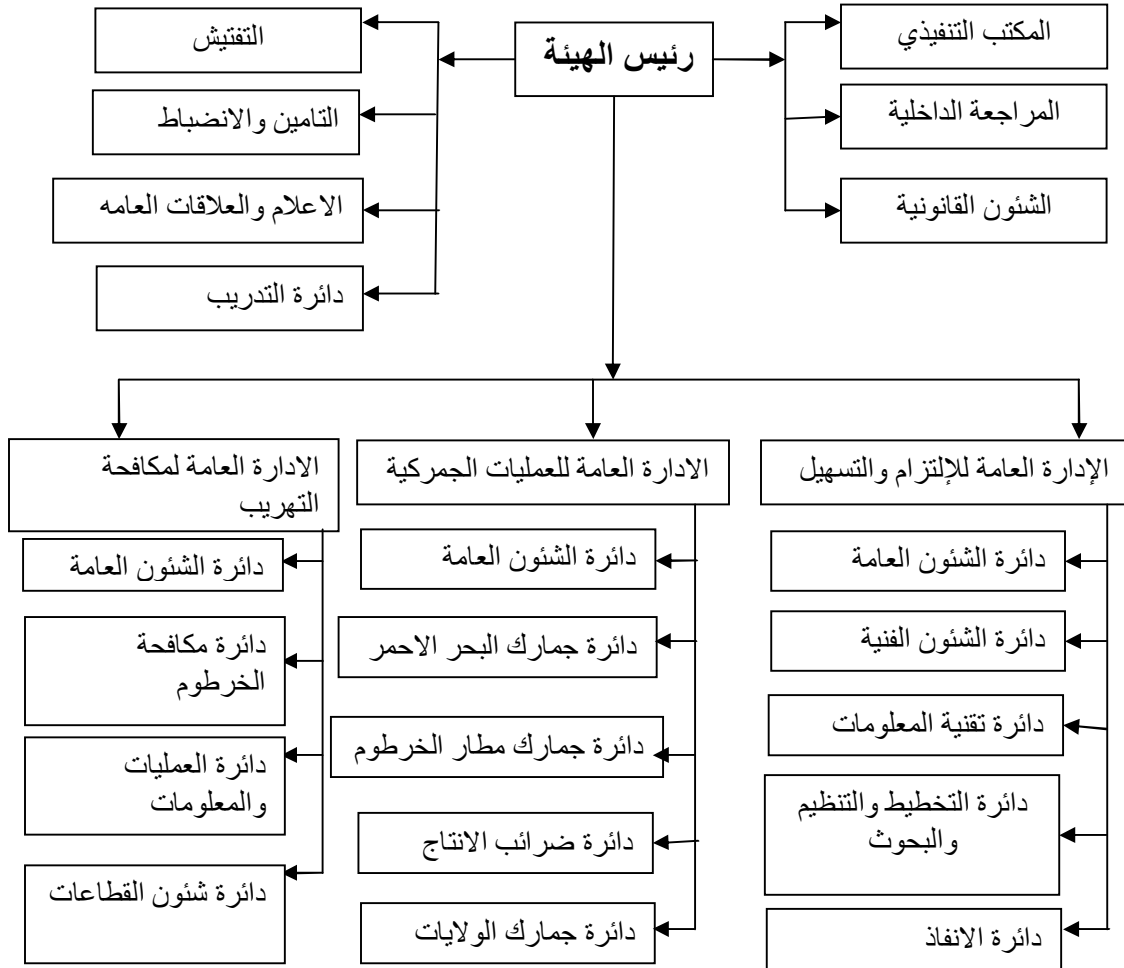 رئيس الهيئة
المكتب التنفيذي
المراجعة الداخلية
الشئون القانونية
التفتيش
التامين والانضباط
الاعلام والعلاقات العامه
دائرة التدريب
الإدارة العامة للإلتزام والتسهيل
دائرة الشئون العامة
دائرة الشئون الفنية
دائرة تقنية المعلومات
دائرة التخطيط والتنظيم
والبحوث
دائرة الانفاذ
الادارة العامة للعمليات الجمركية
دائرة الشئون العامة
دائرة جمارك البحر الاحمر
دائرة جمارك مطار الخرطوم
دائرة ضرائب الانتاج
دائرة جمارك الولايات
الادارة العامة لمكافحة
التهريب
دائرة الشئون العامة
دائرة مكافحة
الخرطوم
دائرة العمليات
والمعلومات
دائرة شئون القطاعات